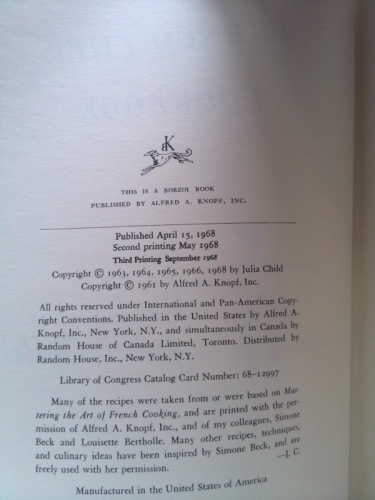 THIS IS A BORZOI BOOK
PUBLISHED BY ALFRED A. KNOPF, INC.
Published April 15, 1968
Second printing May 1968
Third Printing September 1968
Copyright © 1963, 1964, 1965, 1966, 1968 by Julia Child
Copyright © 1961 by Alfred A. Knopf, Inc.
All rights reserved under International and Pan-American Copy-
right Conventions. Published in the United States by Alfred A.
Knopf, Inc., New York, N.Y., and simultaneously in Canada by
Random House of Canada Limited, Toronto. Distributed by
Random House, Inc., New York, N.Y.
Library of Congress Catalog Card Number: 68–12997
Many of the recipes were taken from or were based on Mas-
tering the Art of French Cooking, and are printed with the per-
mission of Alfred A. Knopf, Inc., and of my colleagues, Simone
Beck and Louisette Bertholle. Many other recipes, techniques,
and culinary ideas have been inspired by Simone Beck, and are
freely used with her permission. —J. C.
Manufactured in the United States of America